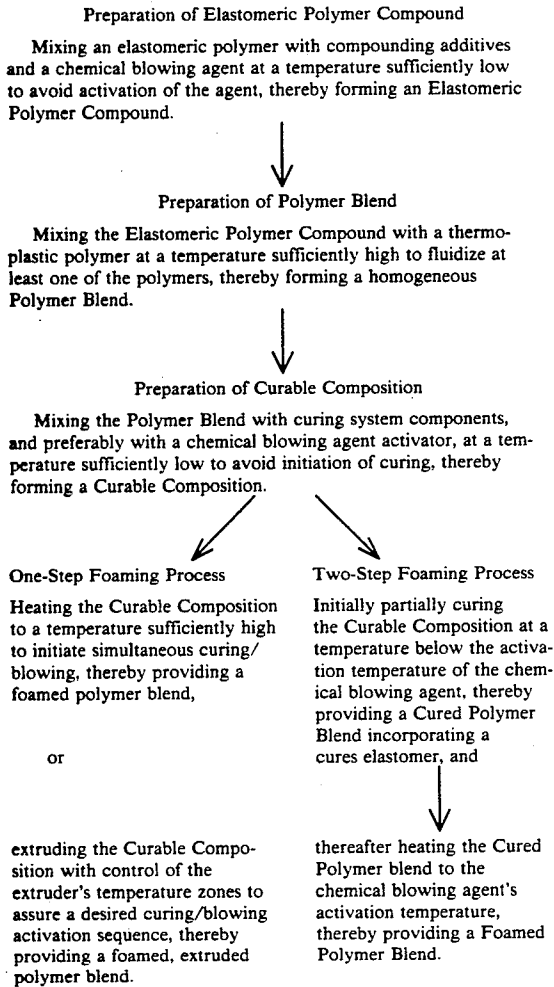 Preparation of Elastomeric Polymer Compound
Mixing an elastomeric polymer with compounding additives
and a chemical blowing agent at a temperature sufficiently low
to avoid activation of the agent, thereby forming an Elastomeric
Polymer Compound.
Preparation of Polymer Blend
Mixing the Elastomeric Polymer Compound with a thermo-
plastic polymer at a temperature sufficiently high to fluidize at
least one of the polymers, thereby forming a homogeneous
Polymer Blend.
Preparation of Curable Composition
Mixing the Polymer Blend with curing system components,
and preferably with a chemical blowing agent activator, at a tem-
perature sufficiently low to avoid initiation of curing, thereby
forming a Curable Composition.
One-Step Foaming Process
Heating the Curable Composition
to a temperature sufficiently high
to initiate simultaneous curing/
blowing, thereby providing a
foamed polymer blend,
or
extruding the Curable Compo-
sition with control of the
extruder's temperature zones to
assure a desired curing/blowing
activation sequence, thereby
providing a foamed, extruded
polymer blend.
Two-Step Foaming Process
Initially partially curing
the Curable Composition at a
temperature below the activa-
tion temperature of the chem-
ical blowing agent, thereby
providing a Cured Polymer
Blend incorporating a
cures elastomer, and
thereafter heating the Cured
Polymer blend to the
chemical blowing agent's
activation temperature,
thereby providing a Foamed
Polymer Blend.